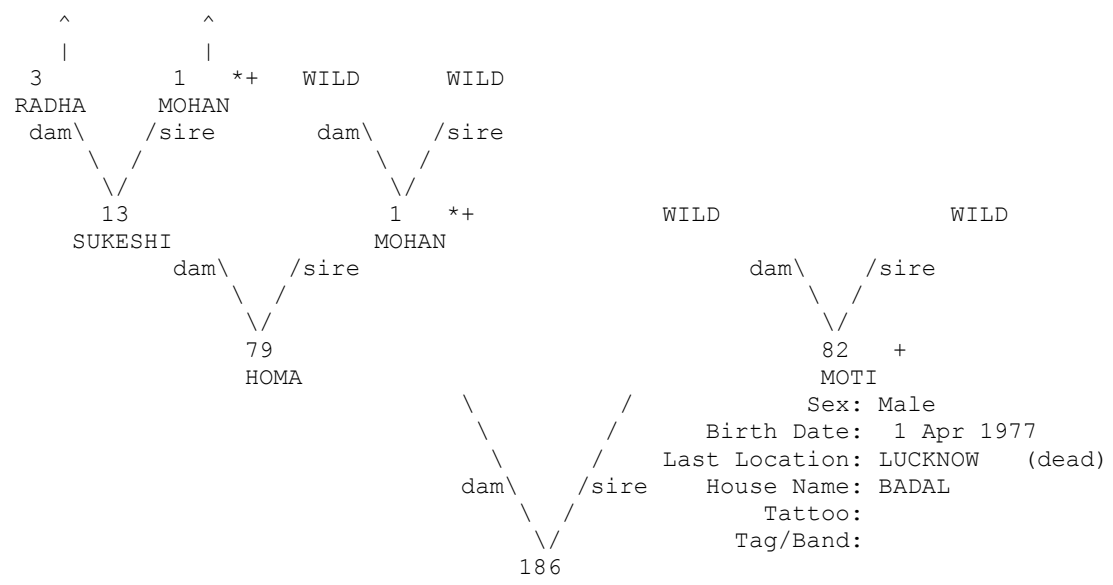 ^ ^
| |
3 1 *+ WILD WILD
RADHA MOHAN
dam\ /sire dam\ /sire
\ / \ /
\/ \/
13 1 *+ WILD WILD
SUKESHI MOHAN
dam\ /sire dam\ /sire
\ / \ /
\/ \/
79 82 +
HOMA MOTI
\ / Sex: Male
\ / Birth Date: 1 Apr 1977
\ / Last Location: LUCKNOW (dead)
dam\ /sire House Name: BADAL
\ / Tattoo:
\/ Tag/Band:
186